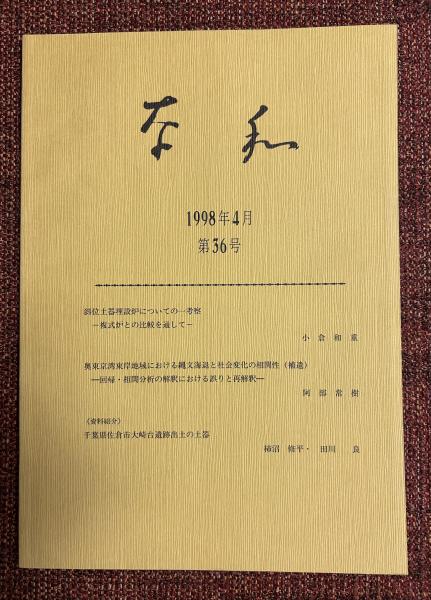 奈和
1998年4月
第36号
斜位土器埋設炉についての一考察
－複式炉との比較を通して－
小倉和重
奥東京湾東岸地域における縄文海退と社会変化の相関性（補遺）
―回帰・相関分析の解釈における誤りと再解釈―
阿部常樹
〈資料紹介〉
千葉県佐倉市大崎台遺跡出土の土器
柿沼 修平・田川 良